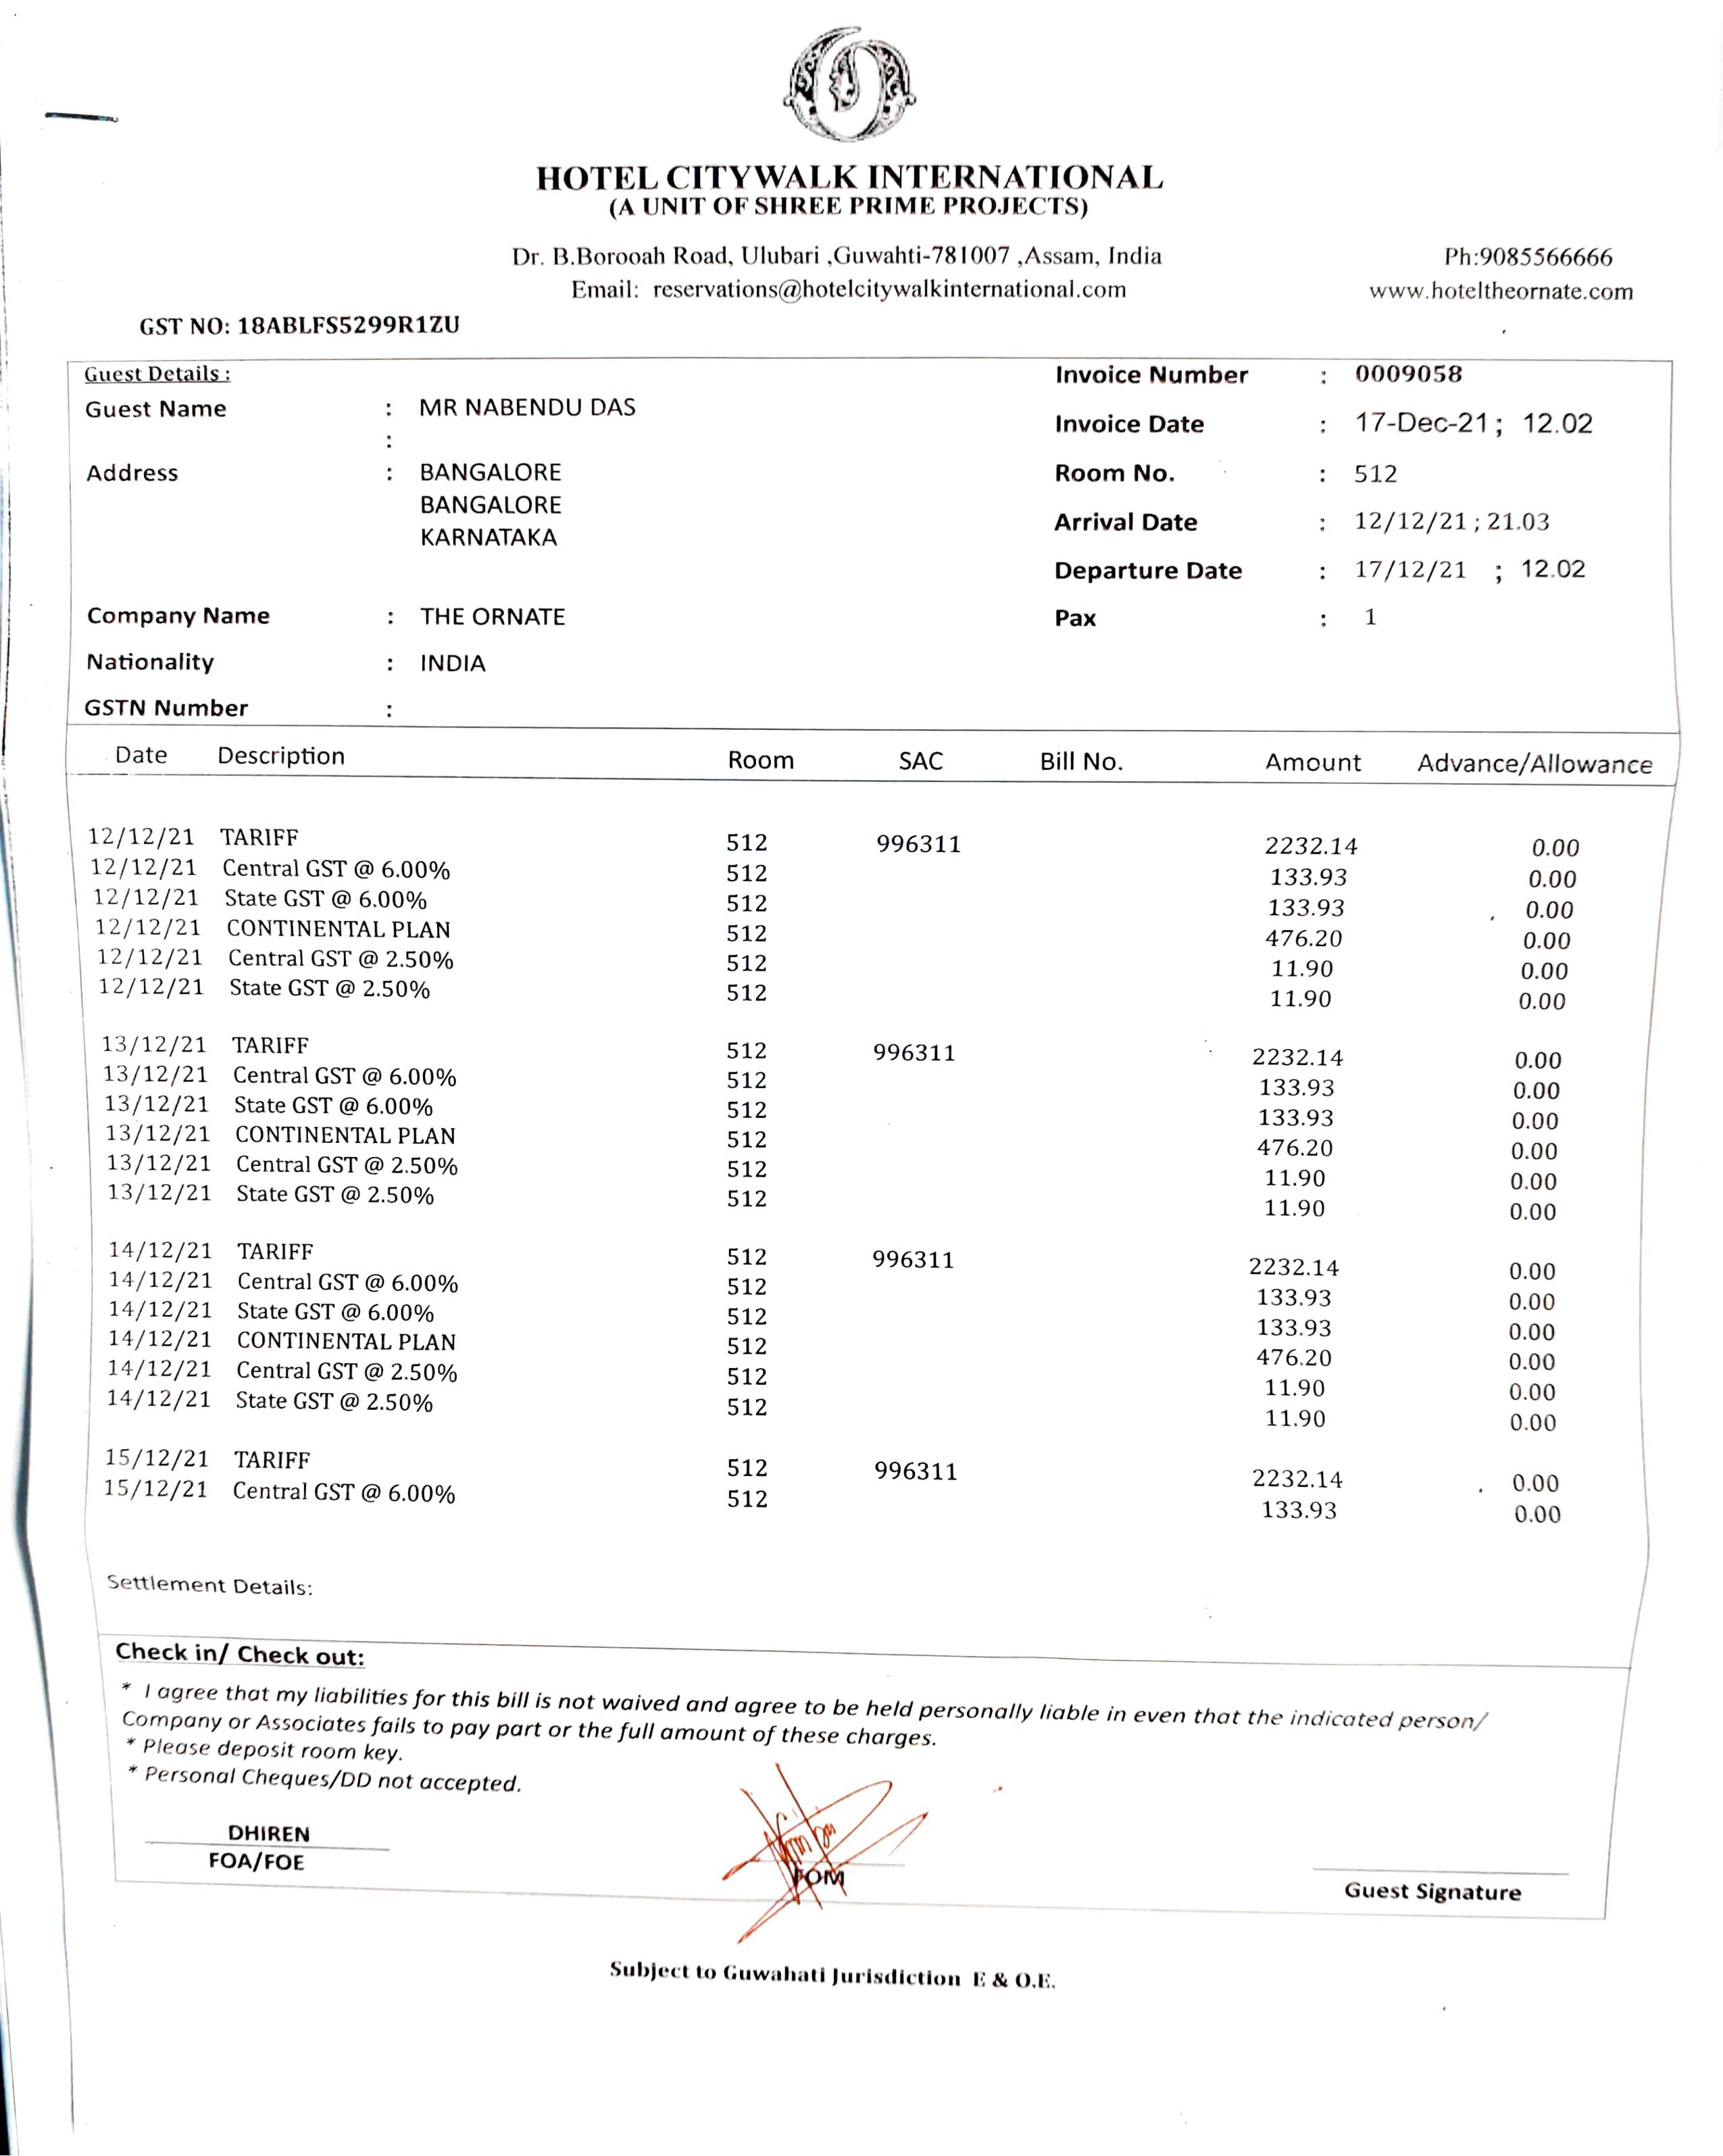 HOTEL CITYWALK INTERNATIONAL
(A UNIT OF SHREE PRIME PROJECTS)
Dr. B.Borooah Road, Ulubari ,Guwahti-781007 ,Assam, India Ph:9085566666
Email: reservations@hotelcitywalkinternational.com www.hoteltheornate.com
GST NO: 18ABLFS5299R1ZU
Guest Details : Invoice Number : 0009058
Guest Name : MR NABENDU DAS
: Invoice Date : 17-Dec-21 ; 12.02
Address : BANGALORE Room No. : 512
BANGALORE
KARNATAKA Arrival Date : 12/12/21 ; 21.03
Departure Date : 17/12/21 ; 12.02
Company Name : THE ORNATE Pax : 1
Nationality : INDIA
GSTN Number :
Date Description Room SAC Bill No. Amount Advance/Allowance
12/12/21 TARIFF 512 996311 2232.14 0.00
12/12/21 Central GST @ 6.00% 512 133.93 0.00
12/12/21 State GST @ 6.00% 512 133.93 0.00
12/12/21 CONTINENTAL PLAN 512 476.20 0.00
12/12/21 Central GST @ 2.50% 512 11.90 0.00
12/12/21 State GST @ 2.50% 512 11.90 0.00
13/12/21 TARIFF 512 996311 2232.14 0.00
13/12/21 Central GST @ 6.00% 512 133.93 0.00
13/12/21 State GST @ 6.00% 512 133.93 0.00
13/12/21 CONTINENTAL PLAN 512 476.20 0.00
13/12/21 Central GST @ 2.50% 512 11.90 0.00
13/12/21 State GST @ 2.50% 512 11.90 0.00
14/12/21 TARIFF 512 996311 2232.14 0.00
14/12/21 Central GST @ 6.00% 512 133.93 0.00
14/12/21 State GST @ 6.00% 512 133.93 0.00
14/12/21 CONTINENTAL PLAN 512 476.20 0.00
14/12/21 Central GST @ 2.50% 512 11.90 0.00
14/12/21 State GST @ 2.50% 512 11.90 0.00
15/12/21 TARIFF 512 996311 2232.14 0.00
15/12/21 Central GST @ 6.00% 512 133.93 0.00
Settlement Details:
Check in/ Check out:
* I agree that my liabilities for this bill is not waived and agree to be held personally liable in even that the indicated person/
Company or Associates fails to pay part or the full amount of these charges.
* Please deposit room key.
* Personal Cheques/DD not accepted.
DHIREN
FOA/FOE FOM Guest Signature
Subject to Guwahati Jurisdiction E & O.E.